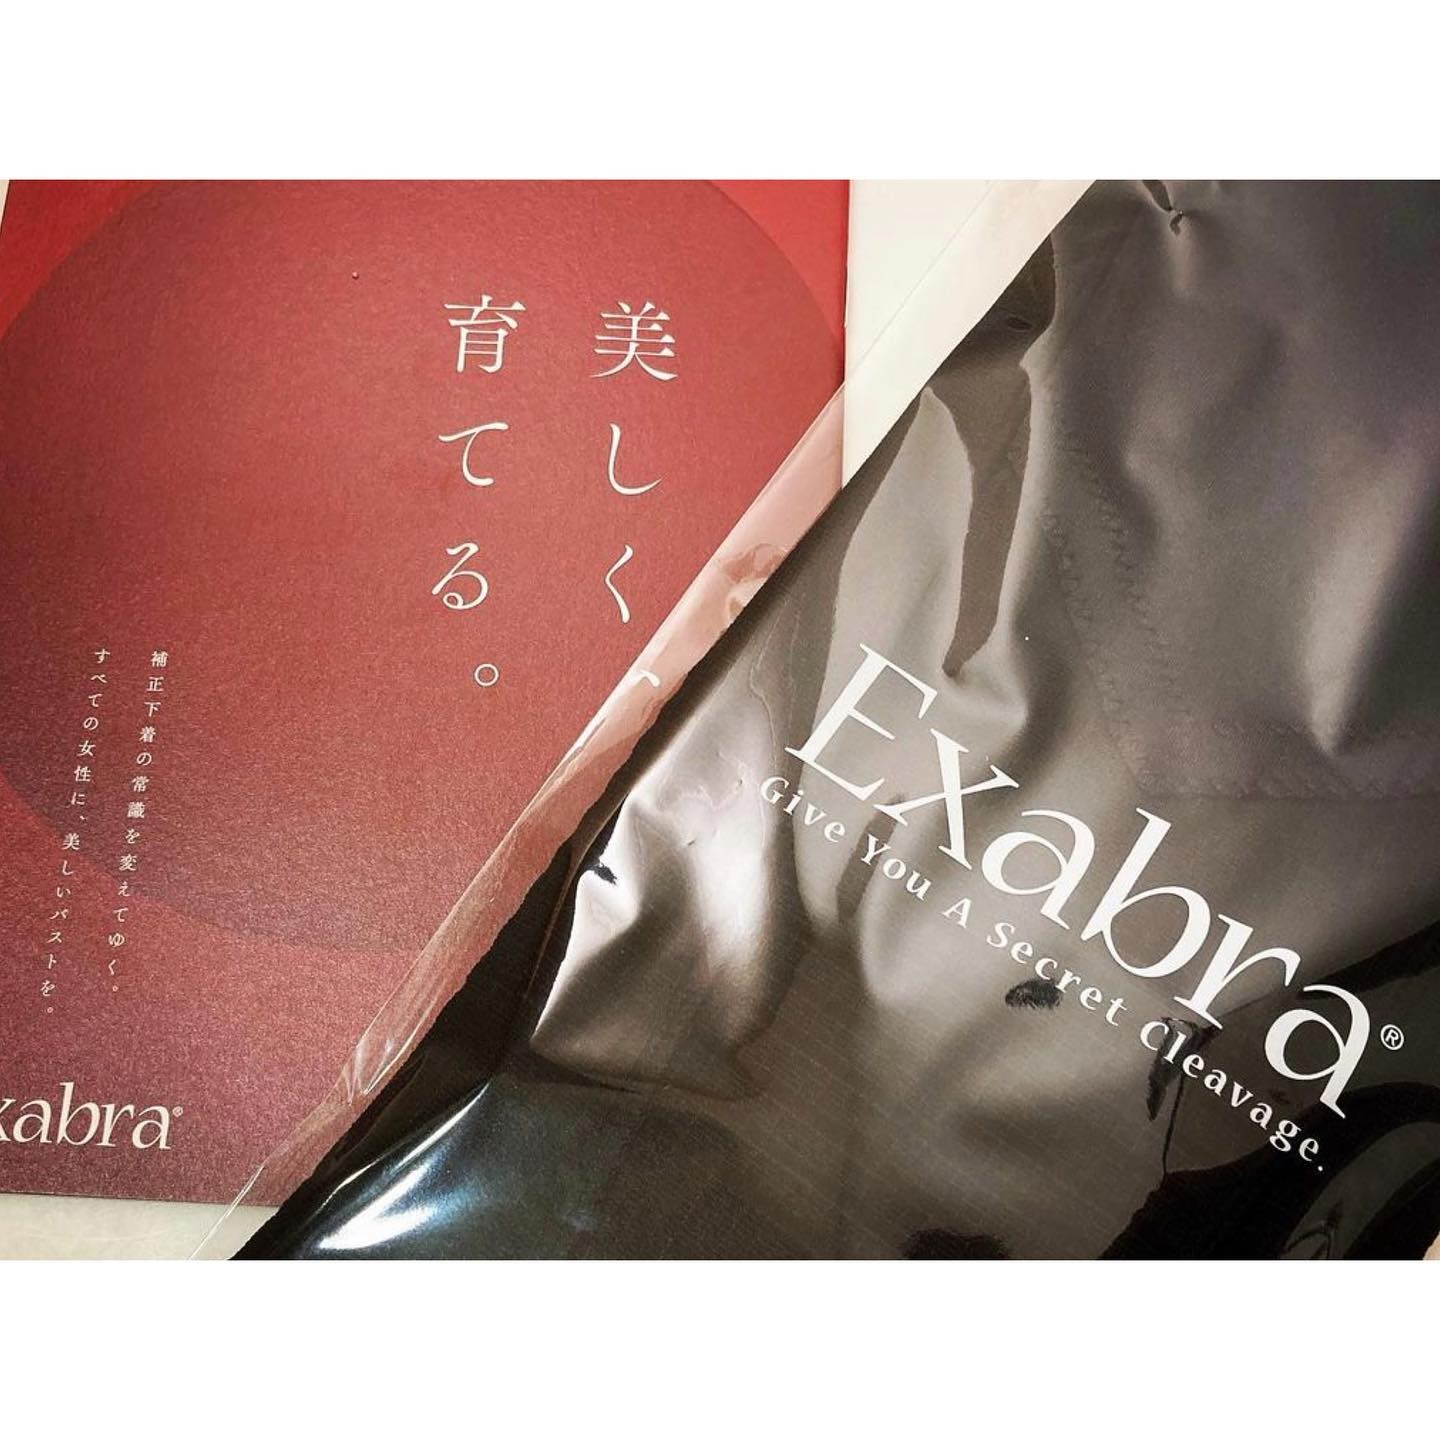 美しく、
育てる。
補正下着の常識を変えてゆく。
すべての女性に、美しいバストを。
xabra®
Exabra®
Give You A Secret Cleavage.